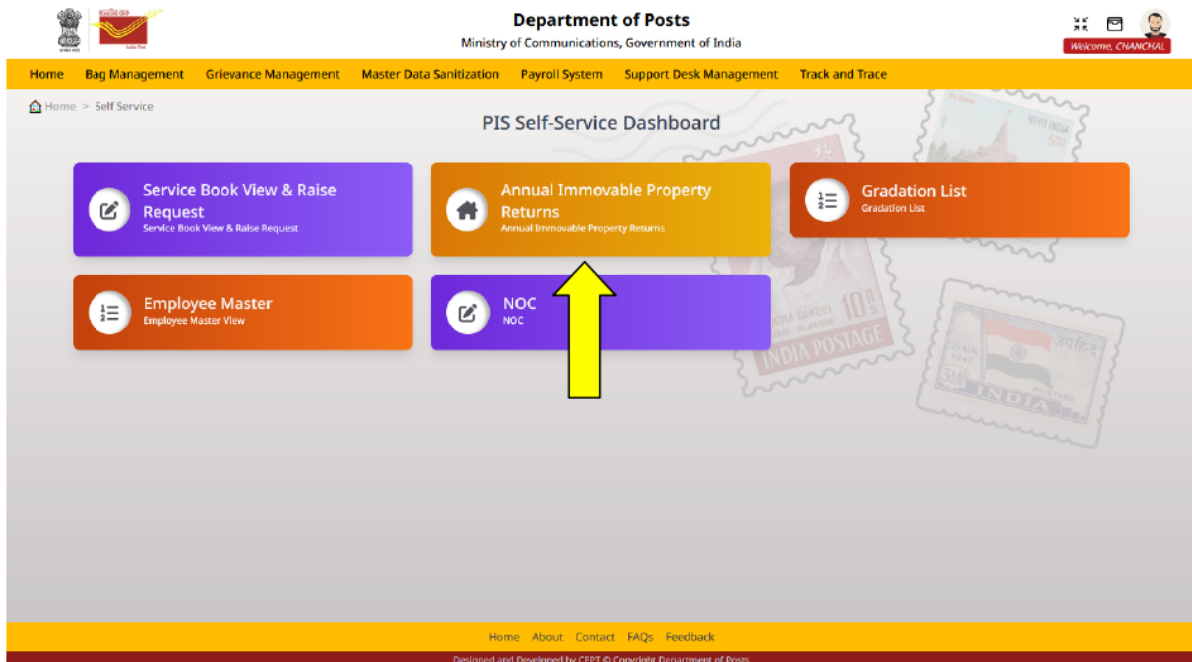 Department of Posts
Ministry of Communications, Government of India
India Post
Welcome, CHANCHAL
Home Bag Management Grievance Management Master Data Sanitization Payroll System Support Desk Management Track and Trace
Home > Self Service
PIS Self-Service Dashboard
Service Book View & Raise
Request
Service Book View & Raise Request
Annual Immovable Property
Returns
Annual Immovable Property Returns
Gradation List
Gradation List
Employee Master
Employee Master View
NOC
NOC
INDIA POSTAGE
जय हिन्द
INDIA
POSTAGE
Home About Contact FAQs Feedback
Designed and Developed by CEPT © Copyright Department of Posts